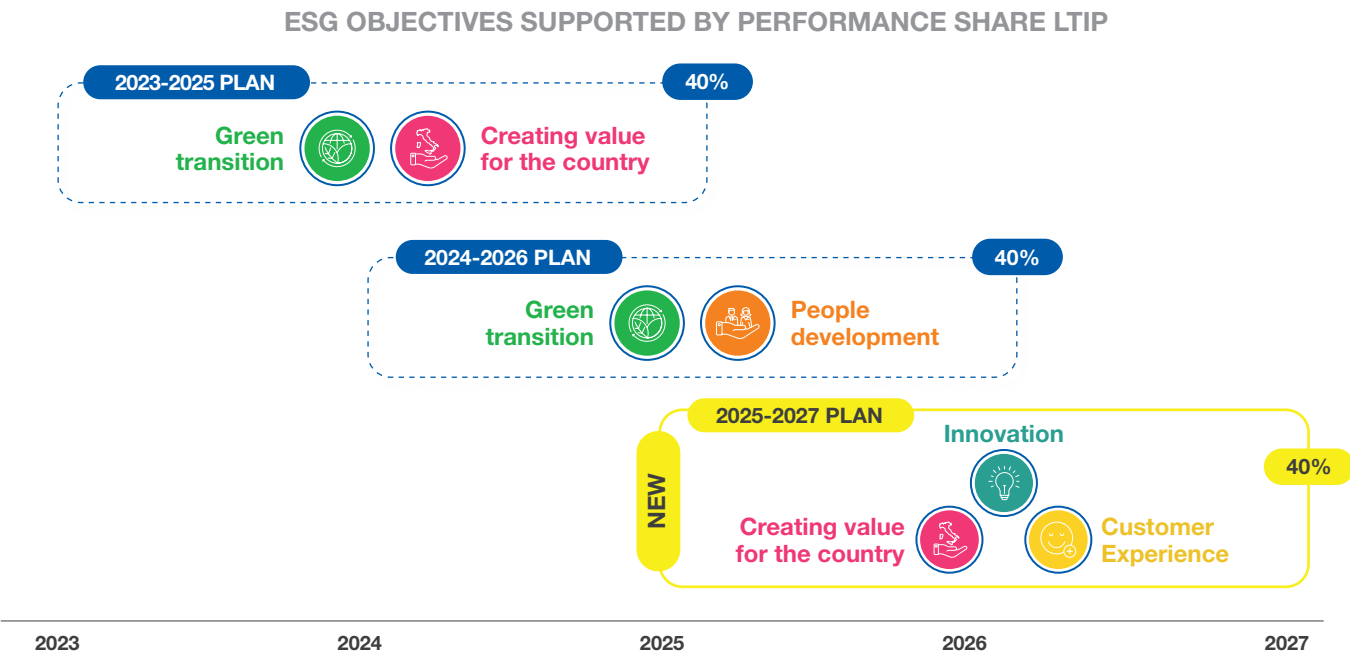 ESG OBJECTIVES SUPPORTED BY PERFORMANCE SHARE LTIP
2023-2025 PLAN
40%
Green
transition
Creating value
for the country
2024-2026 PLAN
40%
Green
transition
People
development
2025-2027 PLAN
NEW
Innovation
40%
Creating value
for the country
Customer
Experience
2023
2024
2025
2026
2027